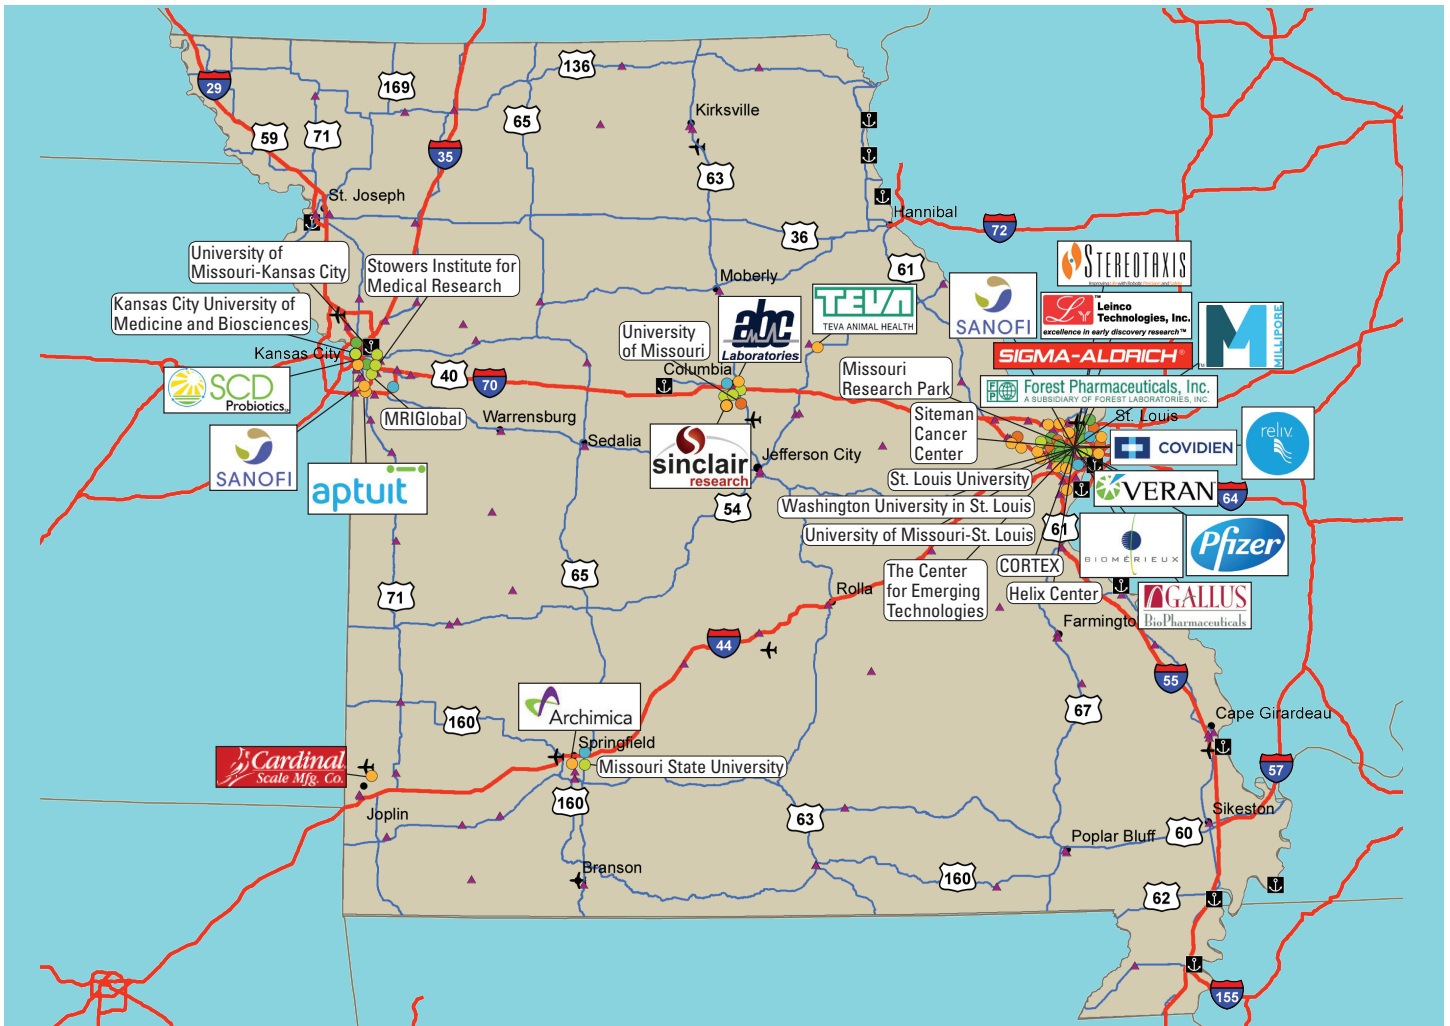 136
29
169
65
59
71
35
Kirksville
63
St. Joseph
Hannibal
36
72
University of
Missouri-Kansas City
Stowers Institute for
Medical Research
61
STEREOTAXIS
Moberly
Kansas City University of
Medicine and Biosciences
abc
Laboratories
TEVA
TEVA ANIMAL HEALTH
SANOFI
Leinco
Technologies, Inc.
excellence in early discovery research™
MILLIPORE
University
of Missouri
Kansas City
SIGMA-ALDRICH®
SCD
Probiotics
40
70
Columbia
Missouri
Research Park
Forest Pharmaceuticals, Inc.
A SUBSIDIARY OF FOREST LABORATORIES, INC.
St. Louis
MRIGlobal
Warrensburg
Sedalia
Siteman
Cancer
Center
COVIDIEN
reliv
SANOFI
aptuit
sinclair
research
Jefferson City
St. Louis University
VERAN
64
54
Washington University in St. Louis
University of Missouri-St. Louis
61
BIOMÉRIEUX
Pfizer
65
71
The Center
for Emerging
Technologies
CORTEX
Helix Center
GALLUS
BioPharmaceuticals
Rolla
Farmington
44
55
67
Archimica
160
Cape Girardeau
Springfield
Cardinal
Scale Mfg. Co.
Missouri State University
57
160
Joplin
63
Sikeston
60
Poplar Bluff
Branson
160
62
155